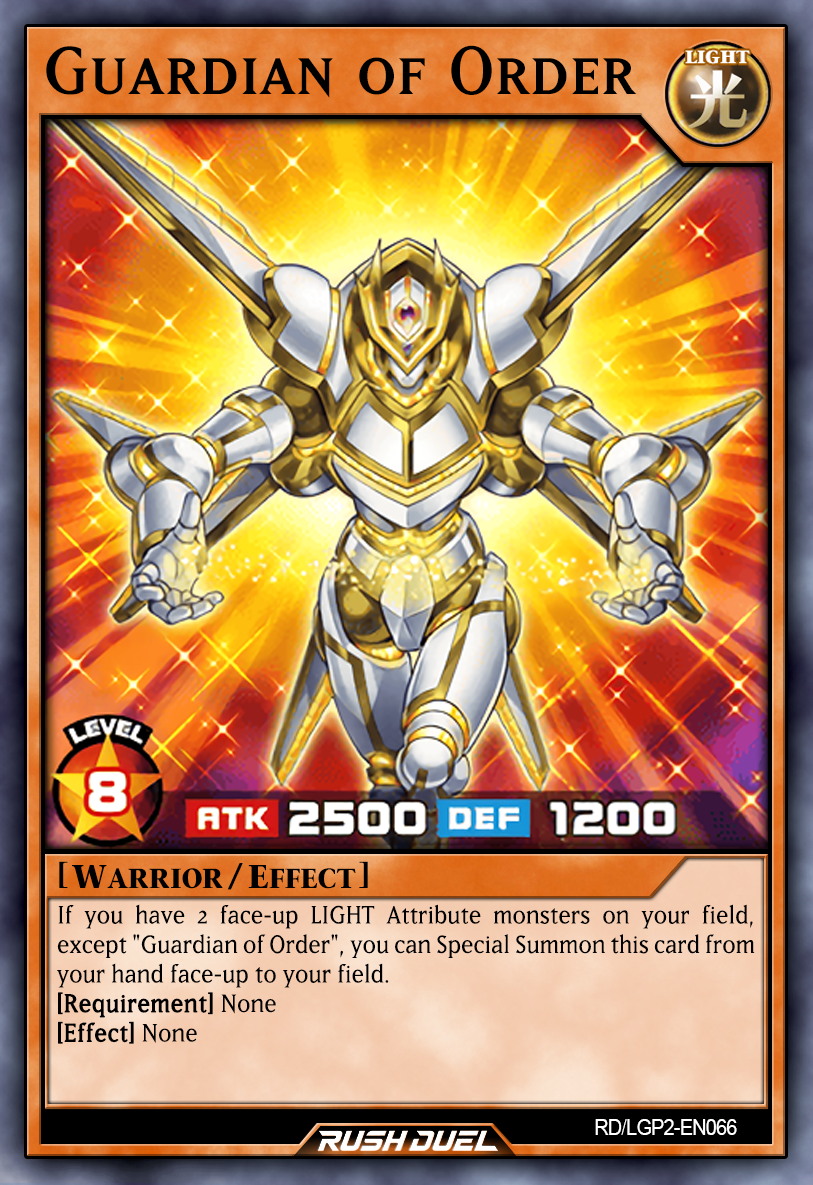 Guardian of Order
LIGHT
光
LEVEL
8
ATK 2500 DEF 1200
[Warrior/Effect]
If you have 2 face-up LIGHT Attribute monsters on your field,
except "Guardian of Order", you can Special Summon this card from
your hand face-up to your field.
[Requirement] None
[Effect] None
RD/LGP2-EN066
RUSH DUEL